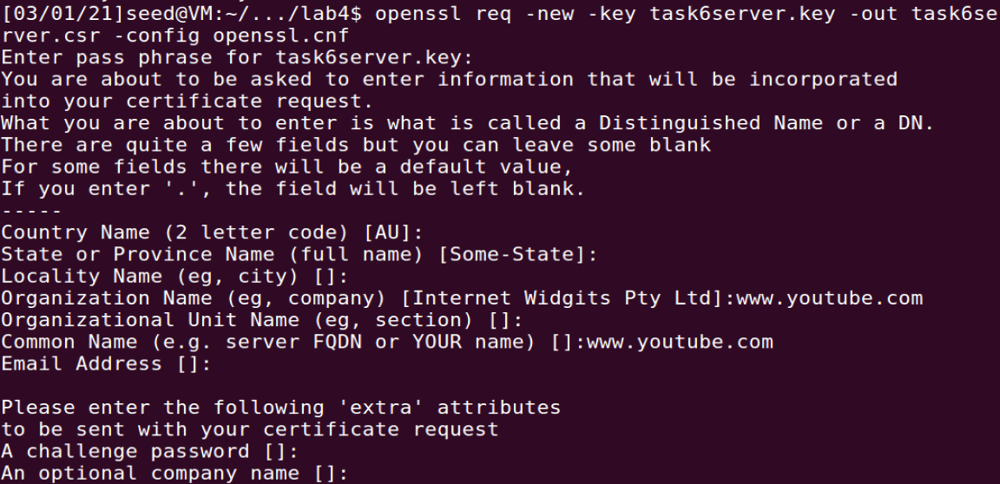 [03/01/21]seed@VM:~/.../lab4$ openssl req -new -key task6server.key -out task6se
rver.csr -config openssl.cnf
Enter pass phrase for task6server.key:
You are about to be asked to enter information that will be incorporated
into your certificate request.
What you are about to enter is what is called a Distinguished Name or a DN.
There are quite a few fields but you can leave some blank
For some fields there will be a default value,
If you enter '.', the field will be left blank.
-----
Country Name (2 letter code) [AU]:
State or Province Name (full name) [Some-State]:
Locality Name (eg, city) []:
Organization Name (eg, company) [Internet Widgits Pty Ltd]:www.youtube.com
Organizational Unit Name (eg, section) []:
Common Name (e.g. server FQDN or YOUR name) []:www.youtube.com
Email Address []:

Please enter the following 'extra' attributes
to be sent with your certificate request
A challenge password []:
An optional company name []: